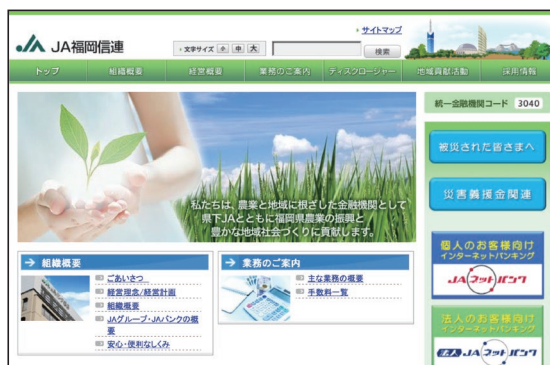 サイトマップ
JA福岡信連
文字サイズ 小 中 大
検索
トップ 組織概要 経営概要 業務のご案内 ディスクロージャー 地域貢献活動 採用情報
統一金融機関コード 3040
被災された皆さまへ
災害義援金関連
私たちは、農業と地域に根ざした金融機関として
県下JAとともに福岡県農業の振興と
豊かな地域社会づくりに貢献します。
個人のお客様向け
インターネットバンキング
JAネットバンク
組織概要
ごあいさつ
経営理念/経営計画
組織概要
JAグループ・JAバンクの概
要
安心・便利なしくみ
業務のご案内
主な業務の概要
手数料一覧
法人のお客様向け
インターネットバンキング
法人JAネットバンク